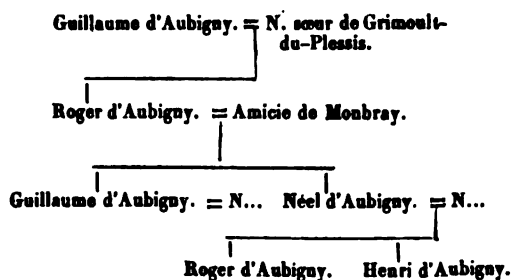 Guillaume d'Aubigny. = N. sœur de Grimoult-
du-Plessis.
Roger d'Aubigny. = Amicie de Monbray.
Guillaume d'Aubigny. = N... Néel d'Aubigny. = N...
Roger d'Aubigny. Henri d'Aubigny.